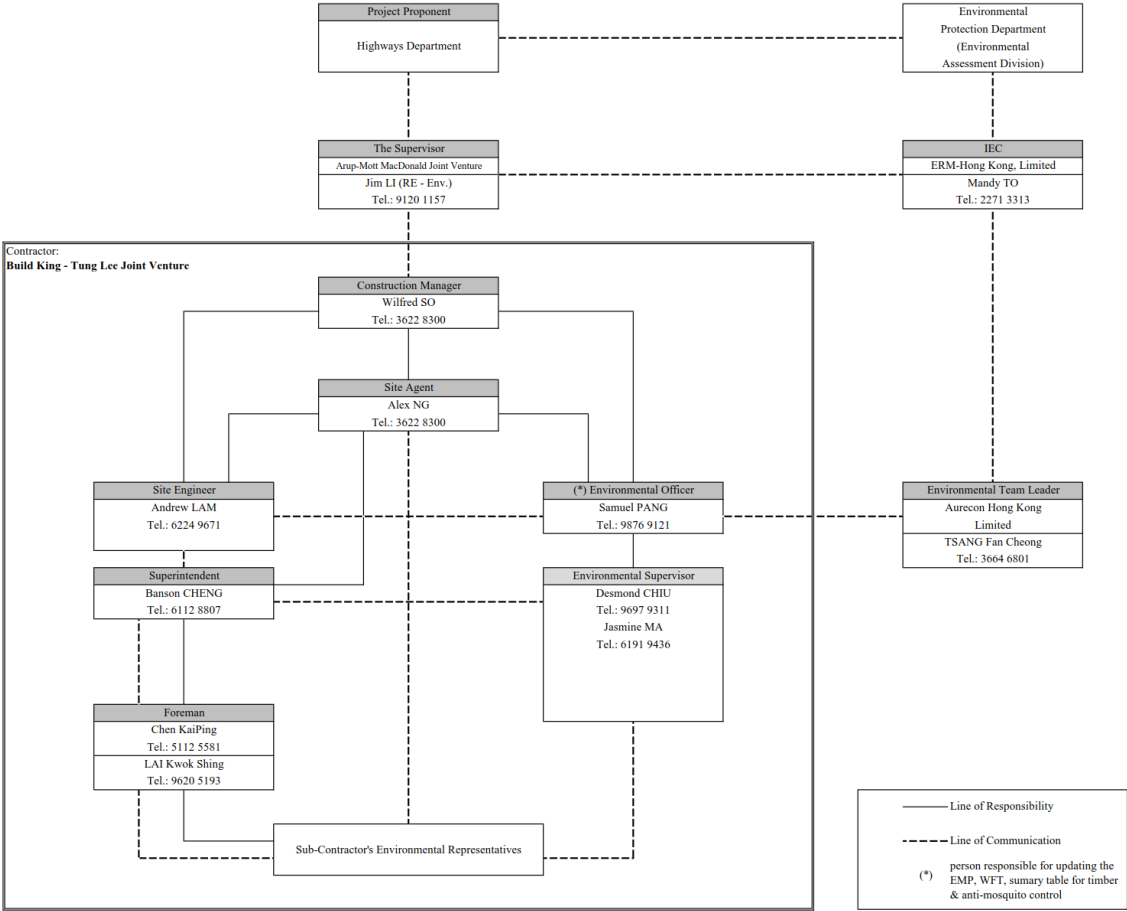 Project Proponent
Highways Department
Environmental
Protection Department
(Environmental
Assessment Division)
The Supervisor
Arup-Mott MacDonald Joint Venture
Jim LI (RE - Env.)
Tel.: 9120 1157
IEC
ERM-Hong Kong, Limited
Mandy TO
Tel.: 2271 3313
Contractor:
Build King - Tung Lee Joint Venture
Construction Manager
Wilfred SO
Tel.: 3622 8300
Site Agent
Alex NG
Tel.: 3622 8300
Site Engineer
Andrew LAM
Tel.: 6224 9671
(*) Environmental Officer
Samuel PANG
Tel.: 9876 9121
Environmental Team Leader
Aurecon Hong Kong
Limited
TSANG Fan Cheong
Tel.: 3664 6801
Superintendent
Banson CHENG
Tel.: 6112 8807
Environmental Supervisor
Desmond CHIU
Tel.: 9697 9311
Jasmine MA
Tel.: 6191 9436
Foreman
Chen KaiPing
Tel.: 5112 5581
LAI Kwok Shing
Tel.: 9620 5193
Sub-Contractor's Environmental Representatives
Line of Responsibility
Line of Communication
(*) person responsible for updating the
EMP, WFT, sumary table for timber
& anti-mosquito control